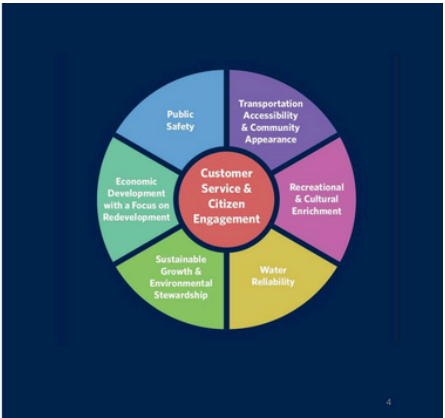 Public
Safety
Transportation
Accessibility
& Community
Appearance
Economic
Development
with a Focus on
Redevelopment
Customer
Service &
Citizen
Engagement
Recreational
& Cultural
Enrichment
Sustainable
Growth &
Environmental
Stewardship
Water
Reliability
4